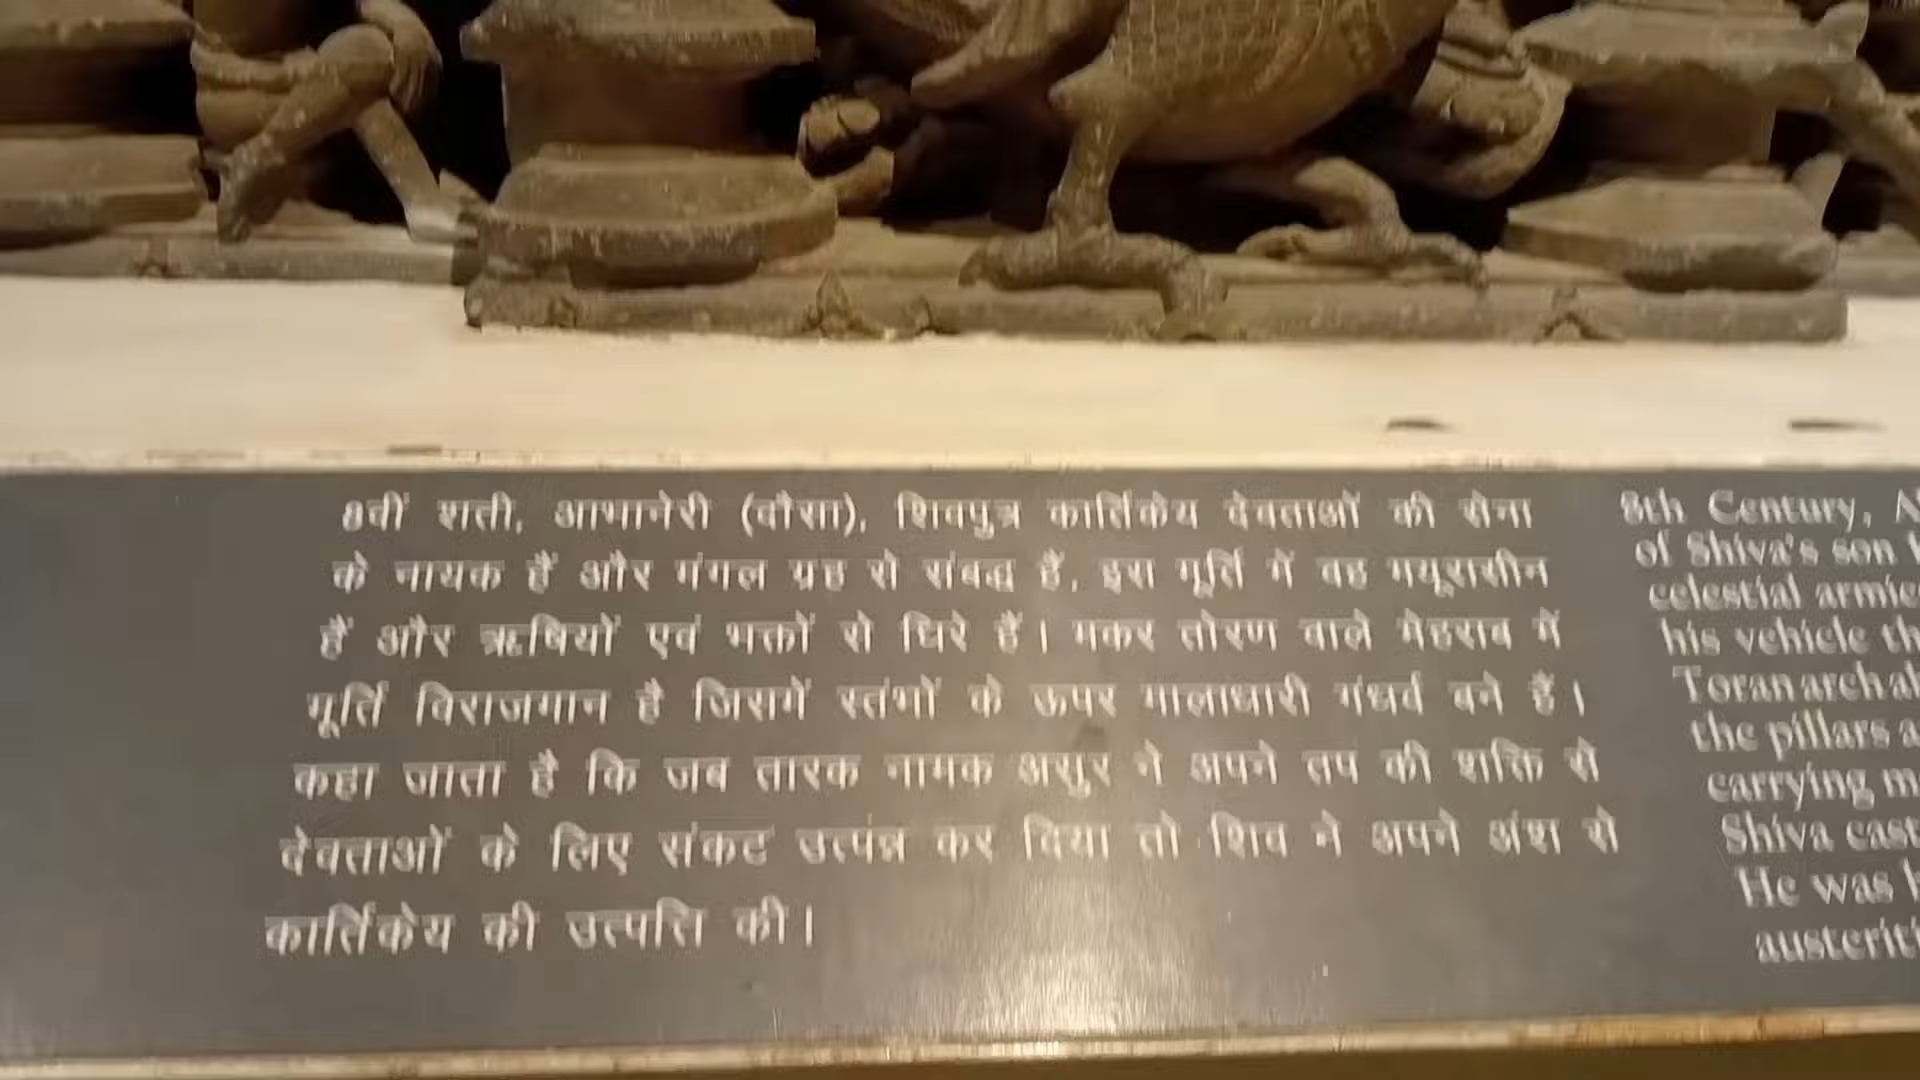 8वीं शती, आभानेरी (दौसा), शिवपुत्र कार्तिकेय देवताओं की सेना
के नायक हैं और मंगल ग्रह से संबद्ध हैं, इस मूर्ति में वह मयूरासीन
हैं और ऋषियों एवं भक्तों से घिरे हैं। मकर तोरण वाले मेहराब में
मूर्ति विराजमान है जिसमें स्तंभों के ऊपर मालाधारी गंधर्व बने हैं।
कहा जाता है कि जब तारक नामक असुर ने अपने तप की शक्ति से
देवताओं के लिए संकट उत्पंन्न कर दिया तो शिव ने अपने अंश से
कार्तिकेय की उत्पत्ति की।
8th Century,
of Shiva's son
celestial
his vehicle
Toran arch
the pillars
carrying
Shiva
He was